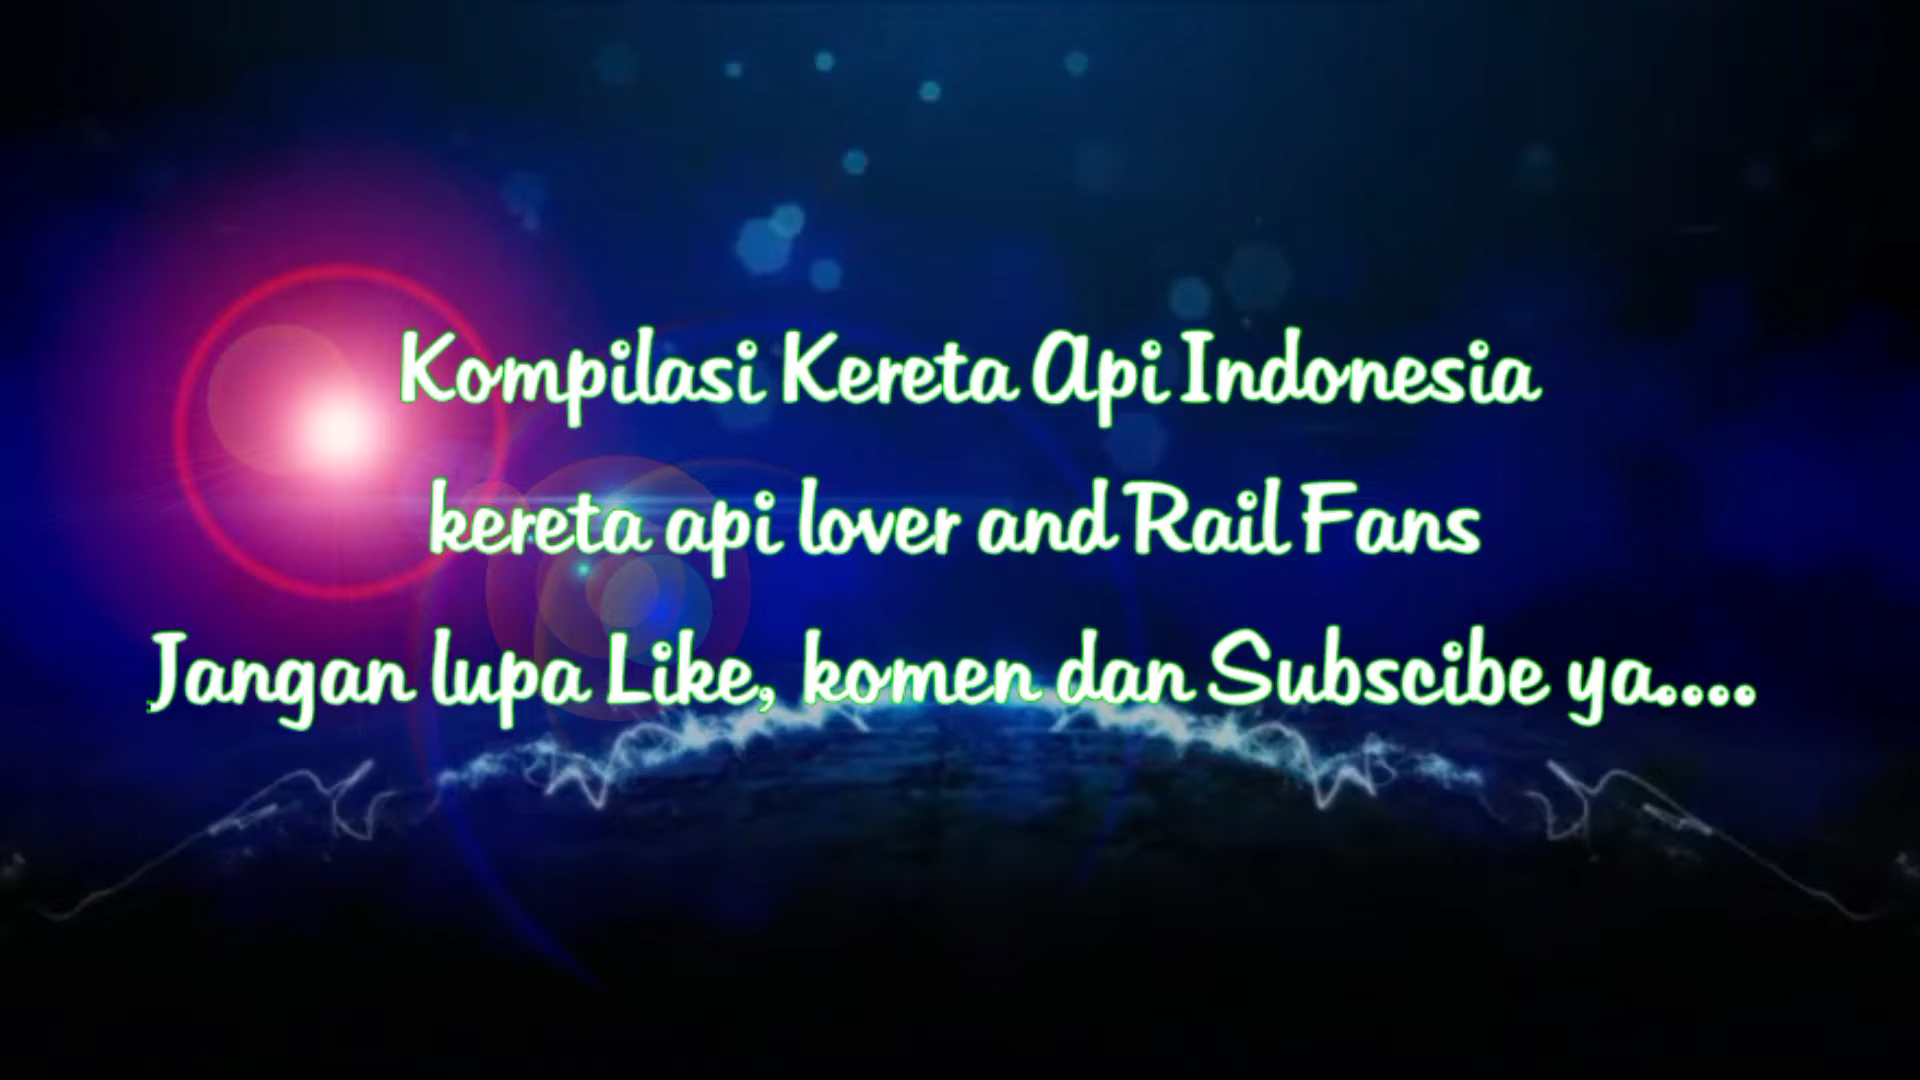 Kompilasi Kereta Api Indonesia
kereta api lover and Rail Fans
Jangan lupa Like, komen dan Subscibe ya....